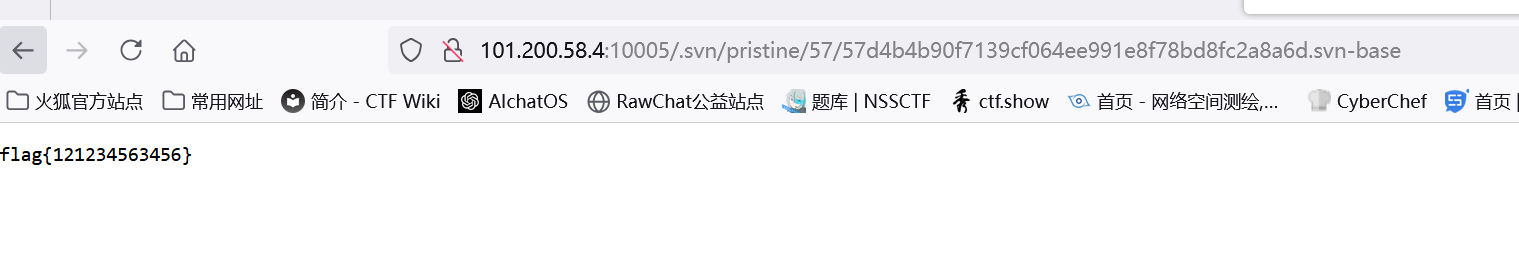 101.200.58.4:10005/.svn/pristine/57/57d4b4b90f7139cf064ee991e8f78bd8fc2a8a6d.svn-base
火狐官方站点 常用网址 简介 - CTF Wiki AIchatOS RawChat公益站点 题库 | NSSCTF ctf.show 首页 - 网络空间测绘,... CyberChef 首页 |
flag{121234563456}